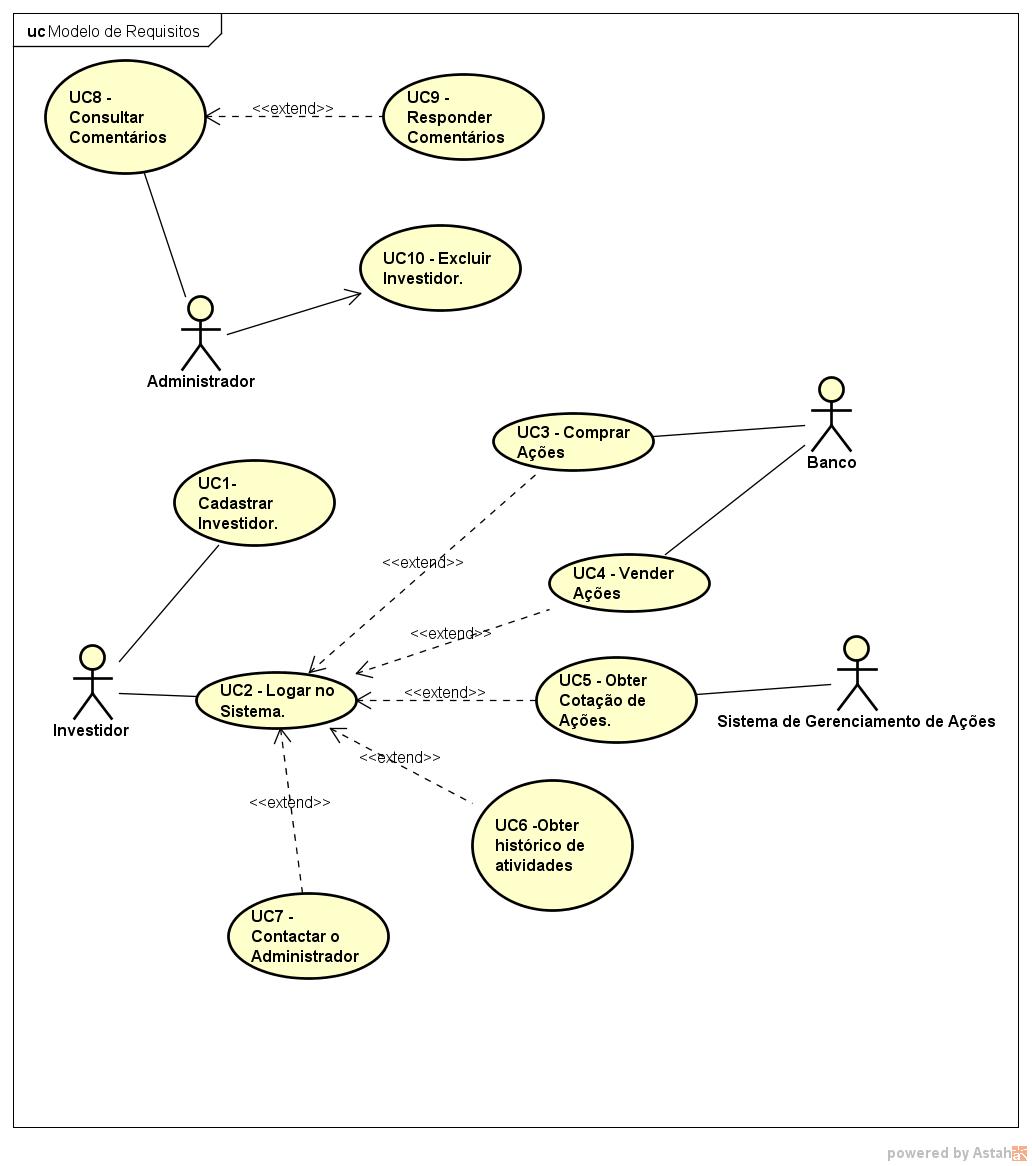 uc Modelo de Requisitos
UC8 -
Consultar
Comentários
<<extend>>
UC9 -
Responder
Comentários
UC10 - Excluir
Investidor.
Administrador
UC3 - Comprar
Ações
Banco
UC1-
Cadastrar
Investidor.
<<extend>>
UC4 - Vender
Ações
<<extend>>
Investidor
UC2 - Logar no
Sistema.
<<extend>>
UC5 - Obter
Cotação de
Ações.
Sistema de Gerenciamento de Ações
<<extend>>
<<extend>>
UC6 -Obter
histórico de
atividades
UC7 -
Contactar o
Administrador
powered by Astah